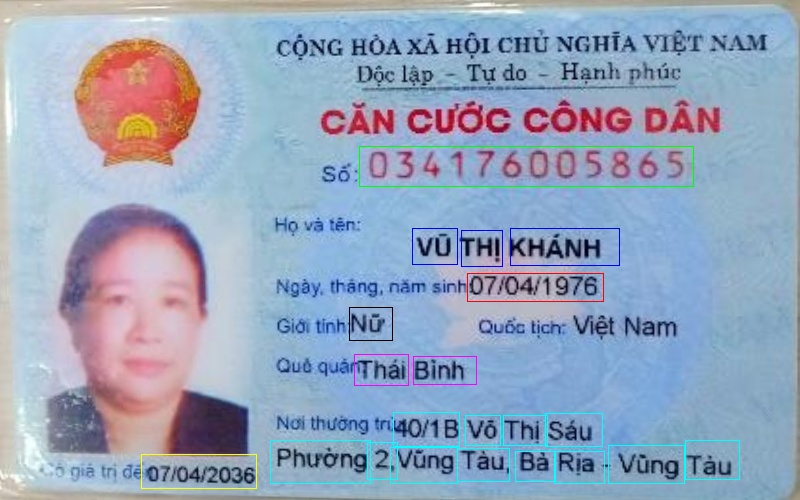 CỘNG HÒA XÃ HỘI CHỦ NGHĨA VIỆT NAM
Độc lập - Tự do - Hạnh phúc
CĂN CƯỚC CÔNG DÂN
Số: 034176005865
Họ và tên:
VŨ THỊ KHÁNH
Ngày, tháng, năm sinh: 07/04/1976
Giới tính: Nữ Quốc tịch: Việt Nam
Quê quán: Thái Bình
Nơi thường trú: 40/1B Võ Thị Sáu
Phường 2, Vũng Tàu, Bà Rịa - Vũng Tàu
Có giá trị đến 07/04/2036